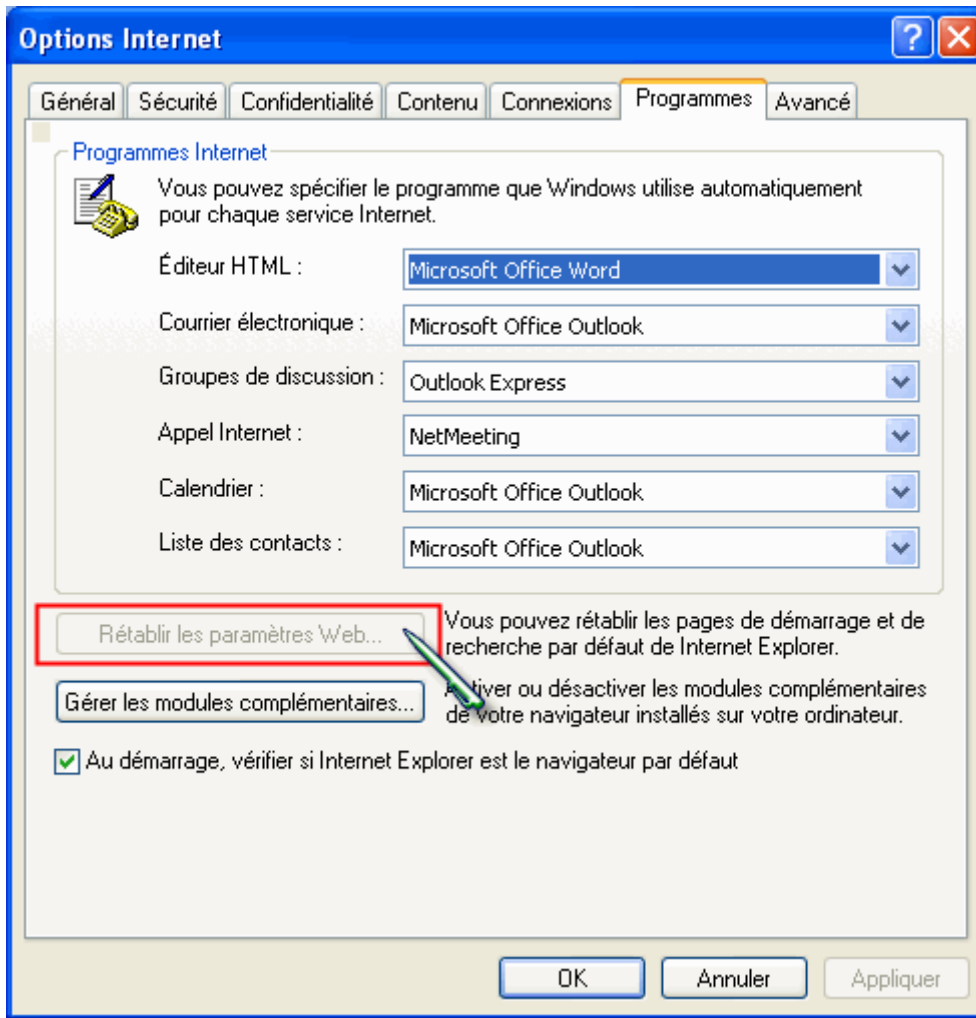 Options Internet
Général Sécurité Confidentialité Contenu Connexions Programmes Avancé
Programmes Internet
Vous pouvez spécifier le programme que Windows utilise automatiquement
pour chaque service Internet.
Éditeur HTML : Microsoft Office Word
Courrier électronique : Microsoft Office Outlook
Groupes de discussion : Outlook Express
Appel Internet : NetMeeting
Calendrier : Microsoft Office Outlook
Liste des contacts : Microsoft Office Outlook
Rétablir les paramètres Web...
Vous pouvez rétablir les pages de démarrage et de
recherche par défaut de Internet Explorer.
Gérer les modules complémentaires...
Activer ou désactiver les modules complémentaires
de votre navigateur installés sur votre ordinateur.
Au démarrage, vérifier si Internet Explorer est le navigateur par défaut
OK Annuler Appliquer